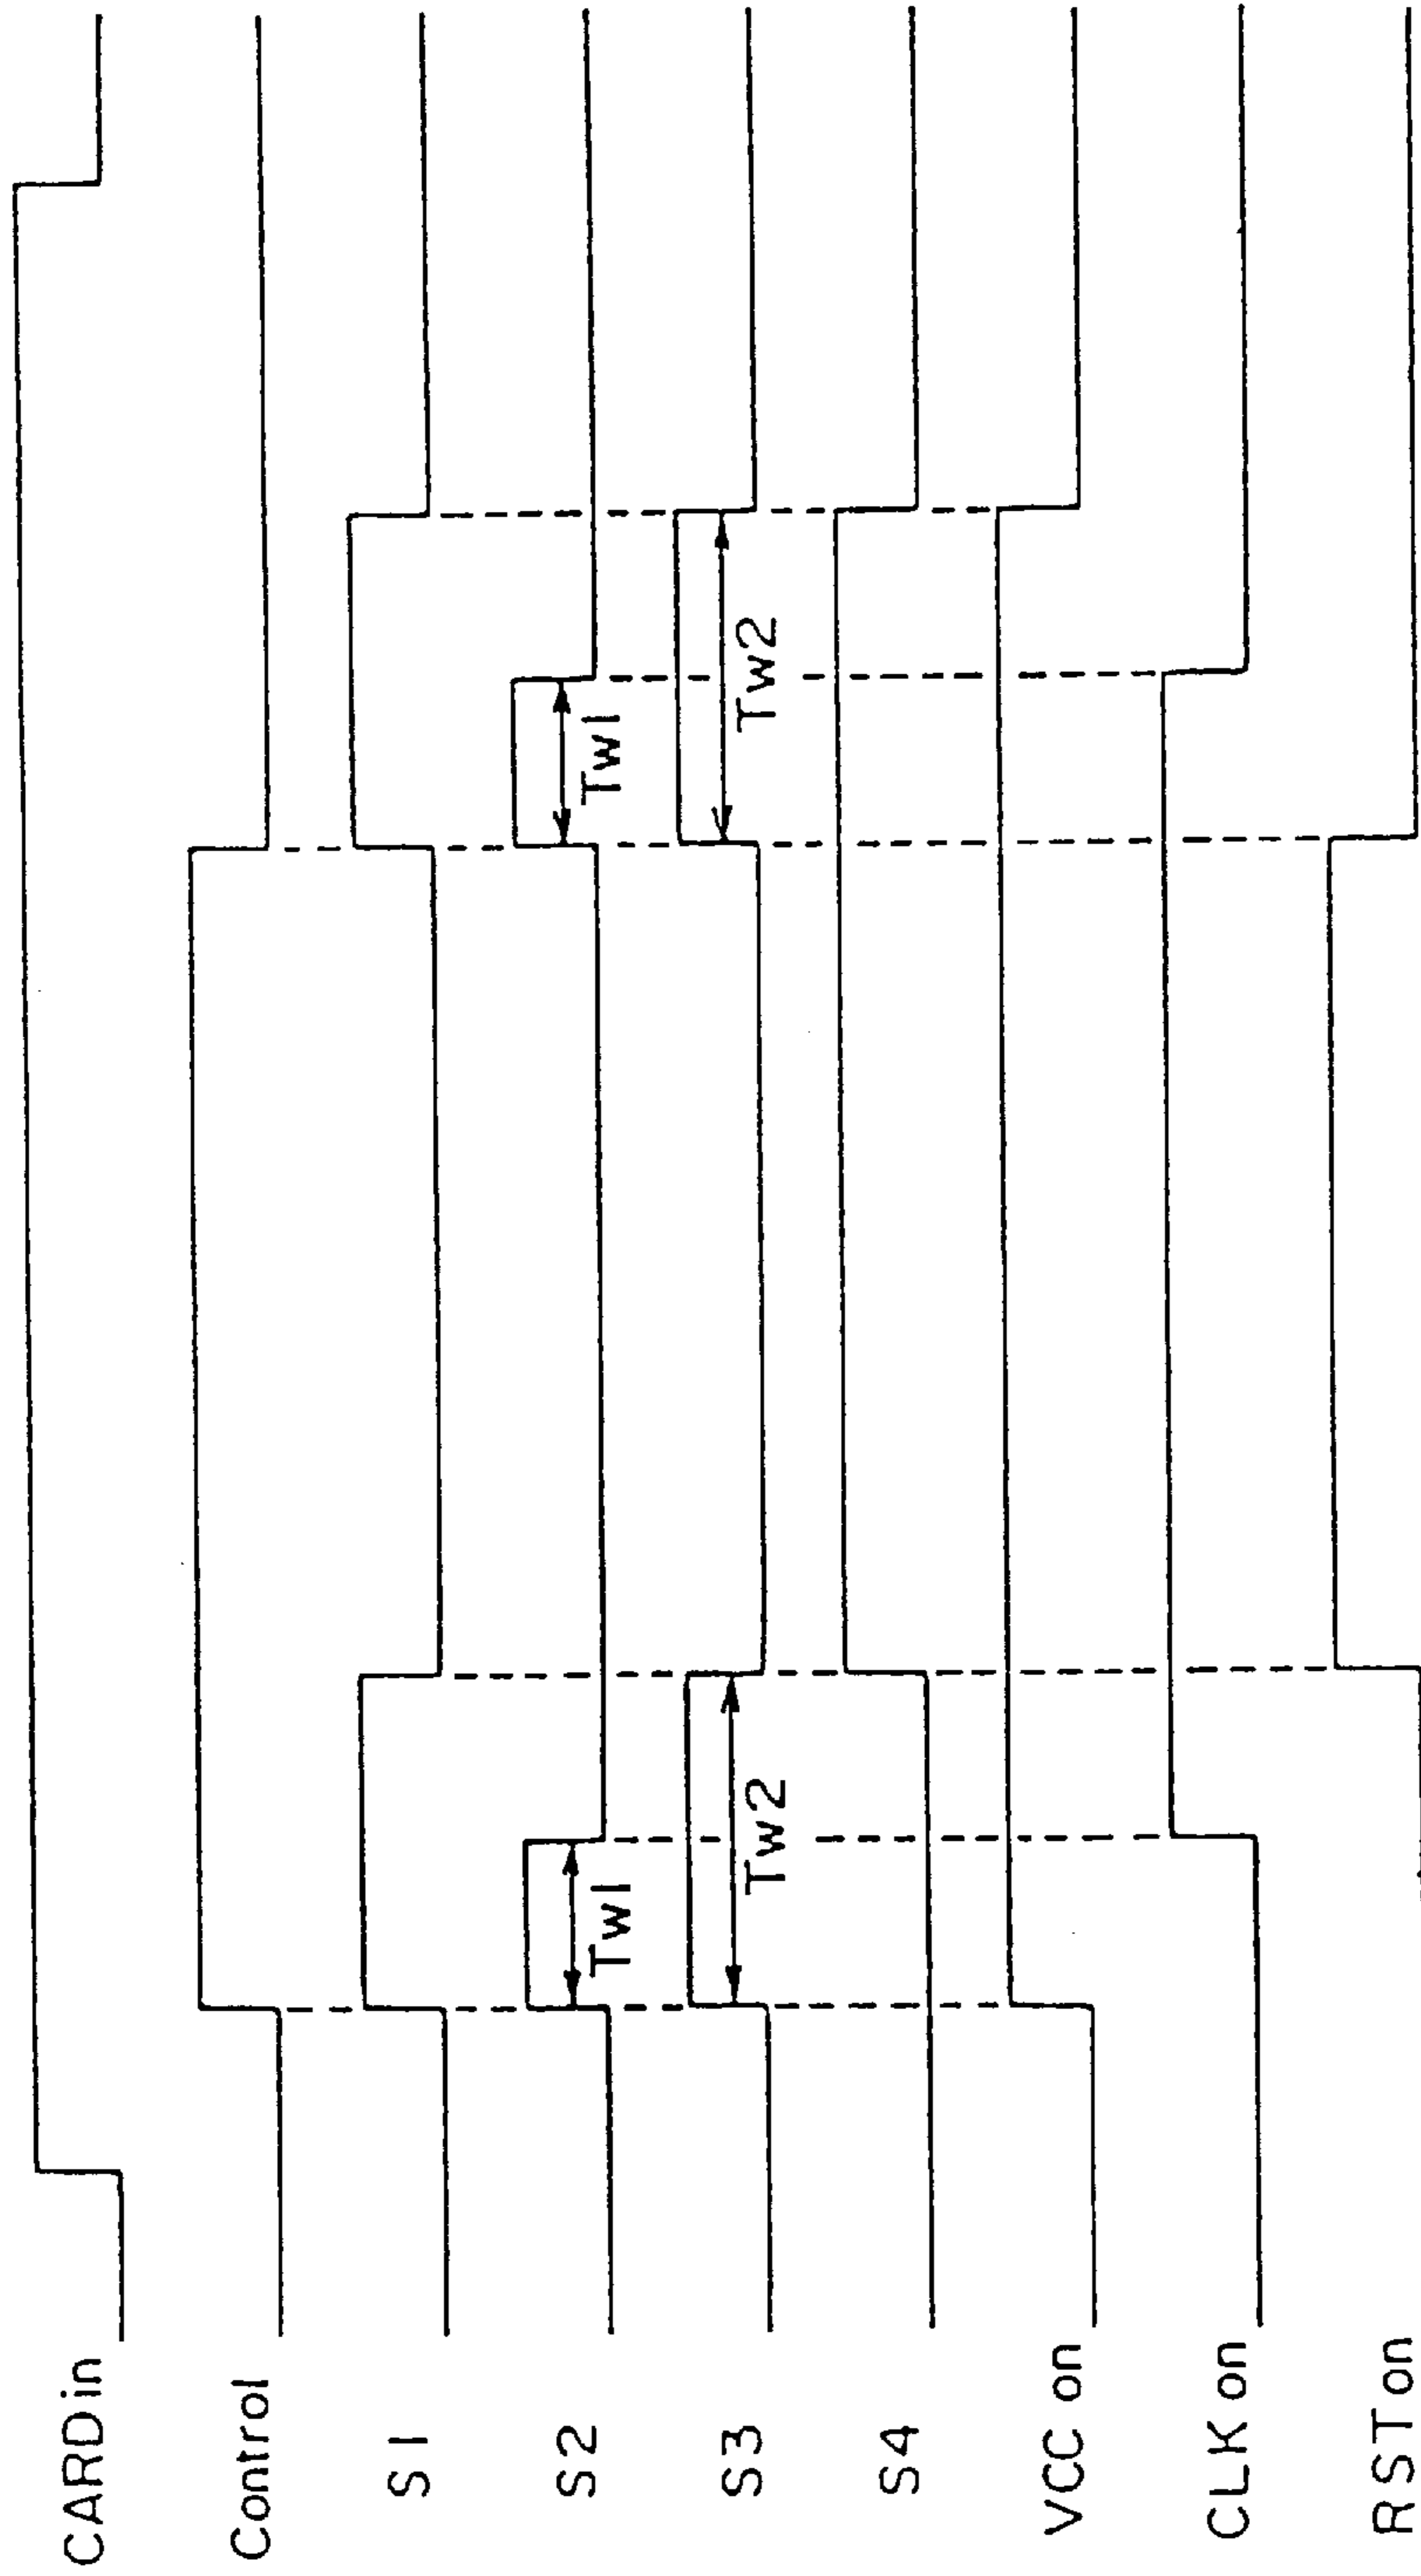 CARDin
Control
S1
S2
Tw1
Tw1
S3
Tw2
Tw2
S4
VCC on
CLK on
RST on